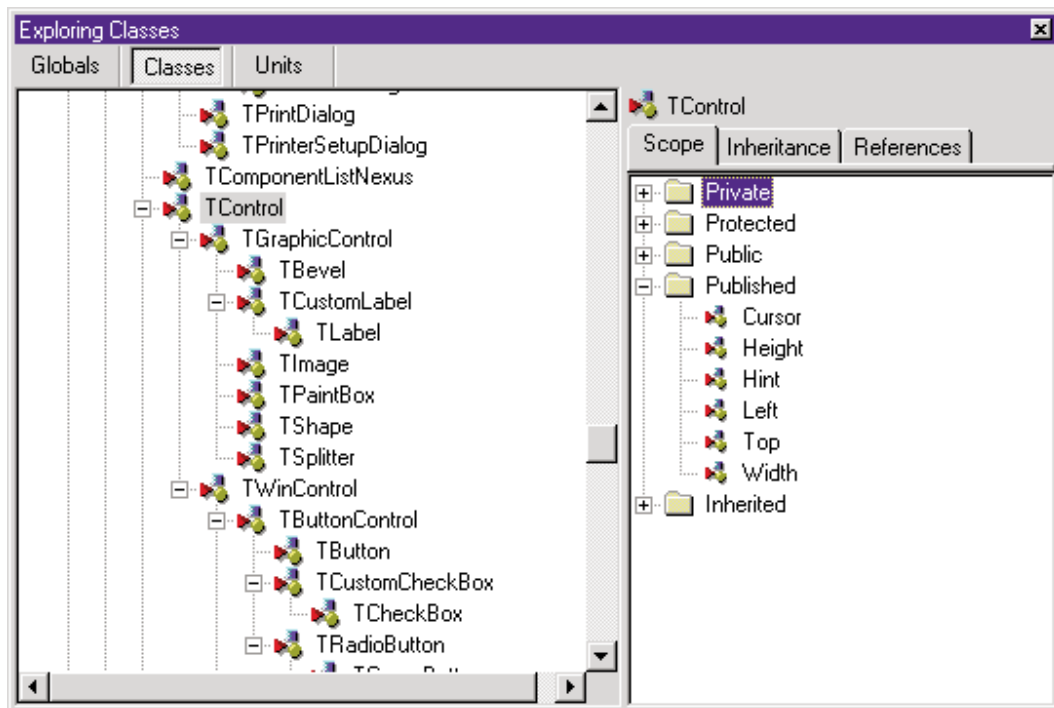 Exploring Classes
Globals
Classes
Units
TPrintDialog
TPrinterSetupDialog
TComponentListNexus
TControl
TGraphicControl
TBevel
TCustomLabel
TLabel
TImage
TPaintBox
TShape
TSplitter
TWinControl
TButtonControl
TButton
TCustomCheckBox
TCheckBox
TRadioButton
TControl
Scope
Inheritance
References
Private
Protected
Public
Published
Cursor
Height
Hint
Left
Top
Width
Inherited